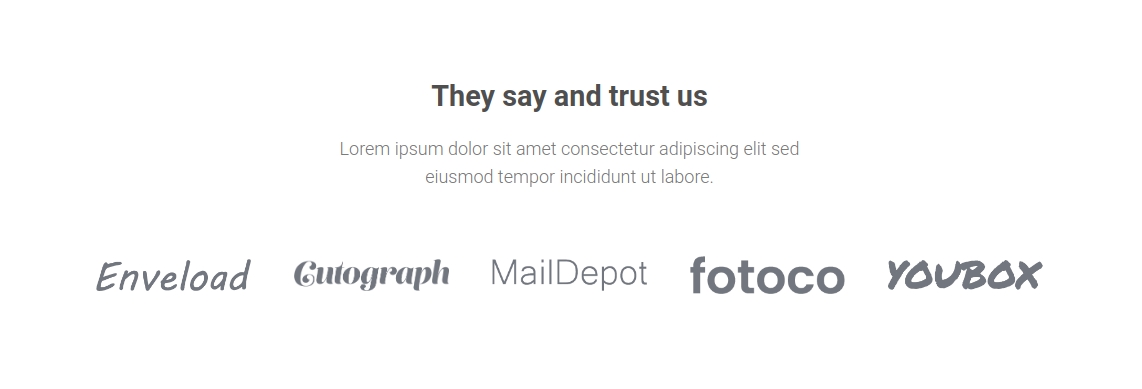 They say and trust us
Lorem ipsum dolor sit amet consectetur adipiscing elit sed
eiusmod tempor incididunt ut labore.
Enveload Gutograph MailDepot fotoco YOUBOX